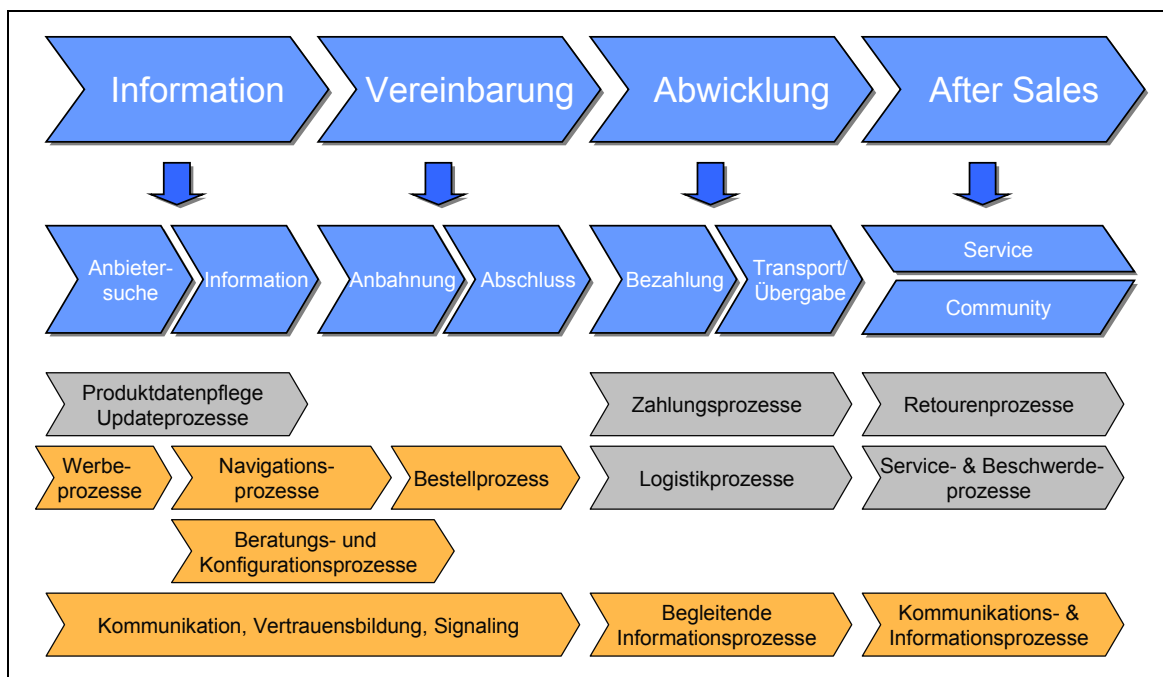 Information
Vereinbarung
Abwicklung
After Sales
Anbieter-
suche
Information
Anbahnung
Abschluss
Bezahlung
Transport/
Übergabe
Service
Community
Produktdatenpflege
Updateprozesse
Zahlungsprozesse
Retourenprozesse
Werbe-
prozesse
Navigations-
prozesse
Bestellprozess
Logistikprozesse
Service- & Beschwerde-
prozesse
Beratungs- und
Konfigurationsprozesse
Kommunikation, Vertrauensbildung, Signaling
Begleitende
Informationsprozesse
Kommunikations- &
Informationsprozesse